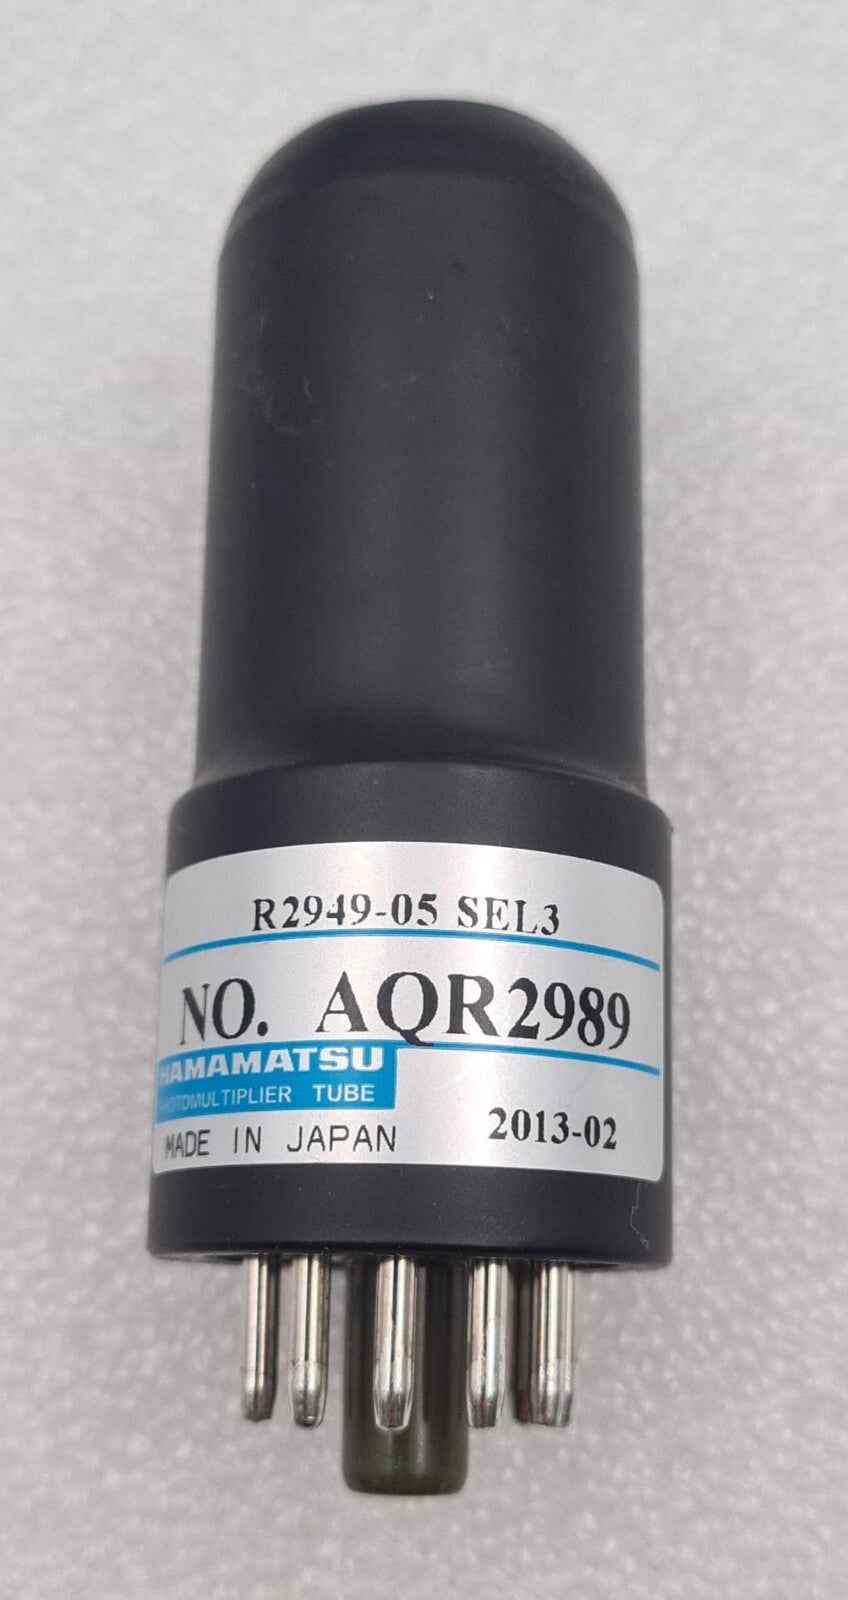 R2949-05 SEL3
NO. AQR2989
HAMAMATSU
PHOTOMULTIPLIER TUBE
MADE IN JAPAN
2013-02